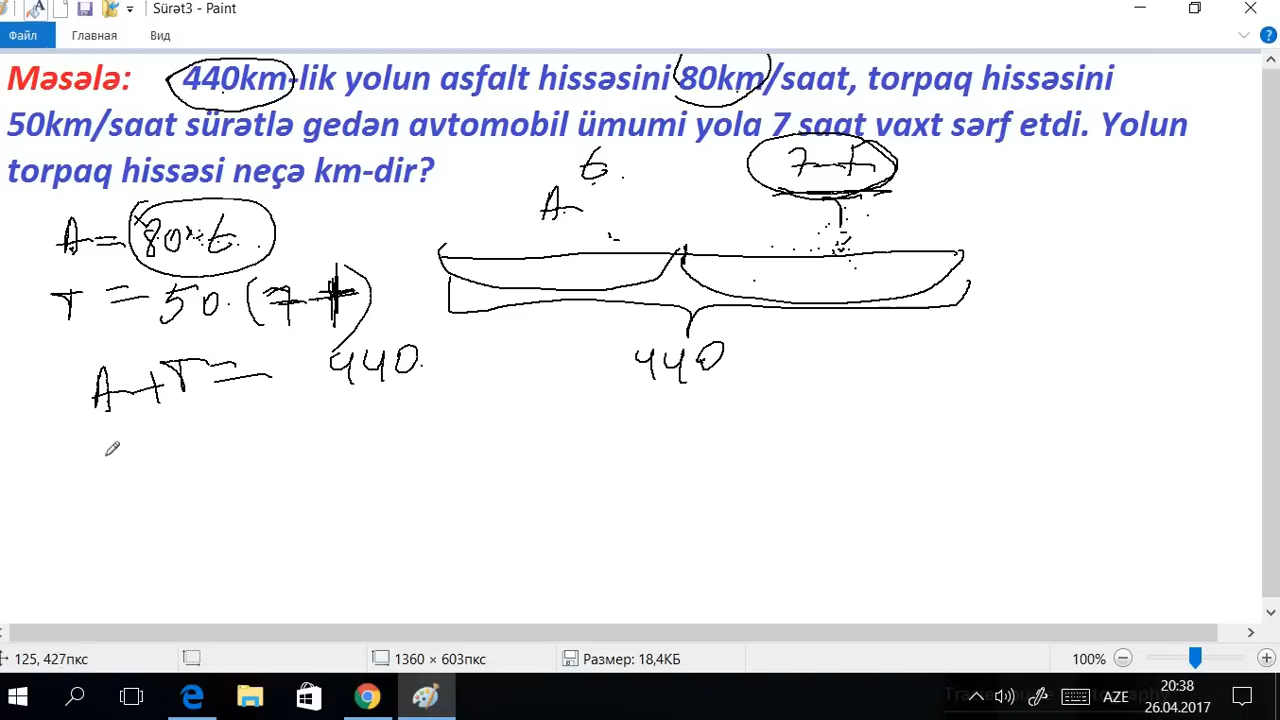 Sürət3 - Paint
Файл Главная Вид
Məsələ: 440km-lik yolun asfalt hissəsini 80km/saat, torpaq hissəsini
50km/saat sürətlə gedən avtomobil ümumi yola 7 saat vaxt sərf etdi. Yolun
torpaq hissəsi neçə km-dir?
t 7-t
A
A = 80·t
T = 50·(7-t)
A+T= 440
440
125, 427пкс 1360 × 603пкс Размер: 18,4КБ 100%
AZE
20:38
26.04.2017